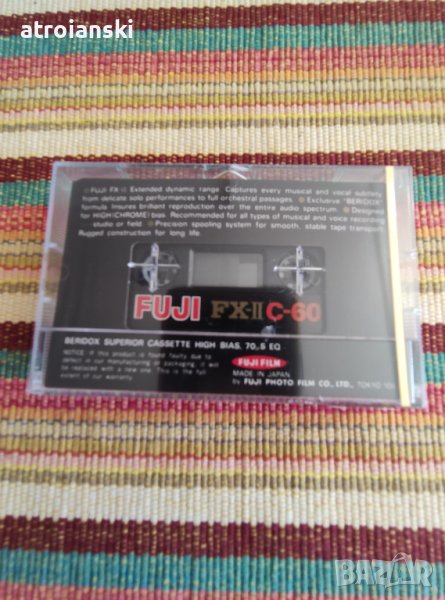 atroianski
FUJI FX-II Extended dynamic range. Captures every musical and vocal subtlety
from delicate solo performances to full orchestral passages. Exclusive "BERIDOX"
formula insures brilliant reproduction over the entire audio spectrum. Designed
for HIGH(CHROME)bias. Recommended for all types of musical and voice recording
studio or field. Precision spooling system for smooth, stable tape transport.
Rugged construction for long life.
FUJI FX-II C-60
BERIDOX SUPERIOR CASSETTE HIGH BIAS, 70μS EQ
NOTICE: If this product is found faulty due to
defect in our manufacturing or packaging, it will
be replaced with a new one. This is the full
extent of our warranty.
FUJI FILM
MADE IN JAPAN
by FUJI PHOTO FILM CO., LTD., TOKYO
BAZAR
bg